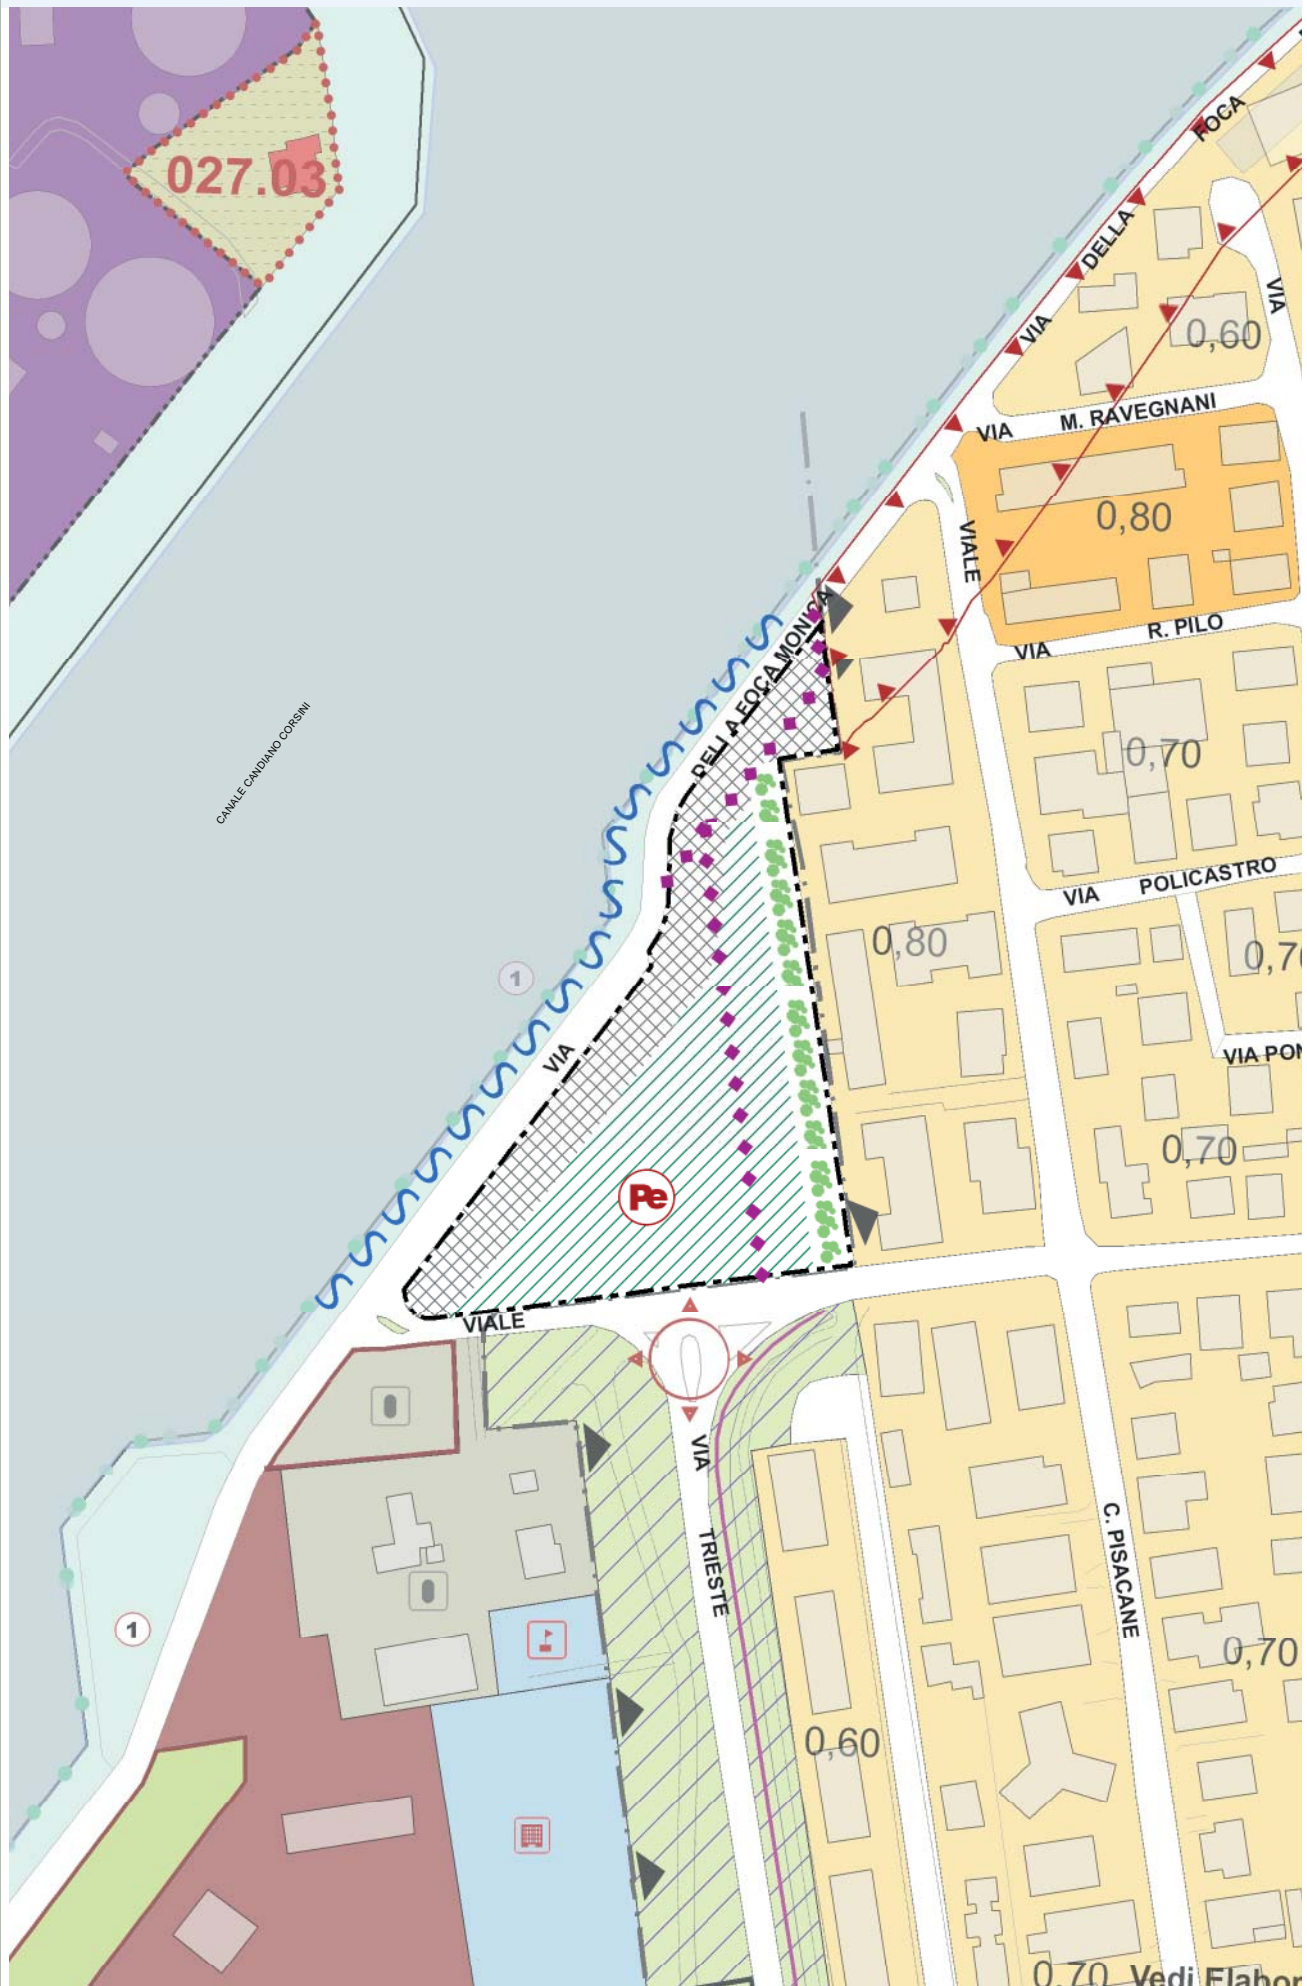 FOCA
027.03
DELLA
VIA
VIA
0,60
M. RAVEGNANI
VIA
0,80
VIALE
R. PILO
VIA
DELLA FOCA MONICA
CANALE CANDIANO CORSINI
0,70
POLICASTRO
VIA
0,80
0,7
1
VIA
VIA PON
0,70
Pe
VIALE
VIA
TRIESTE
C. PISACANE
1
0,70
0,60
0,70 Vedi Elabor